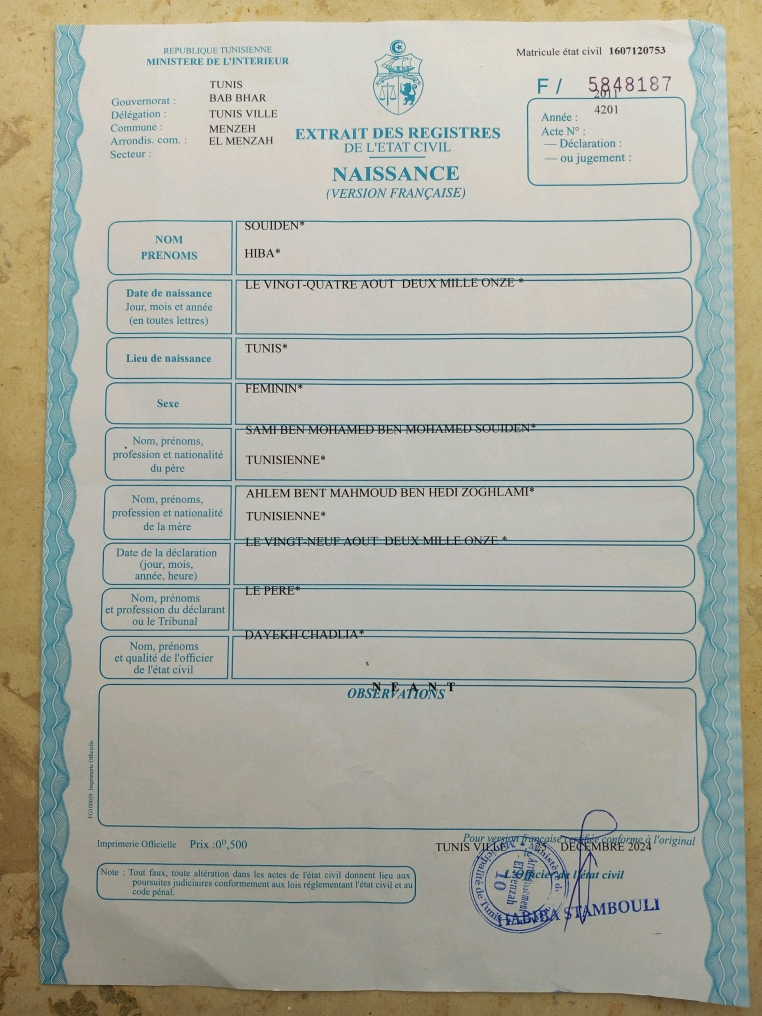 REPUBLIQUE TUNISIENNE
MINISTERE DE L'INTERIEUR
Matricule état civil 1607120753
F / 5848187
Gouvernorat : TUNIS
Délégation : BAB BHAR
Commune : TUNIS VILLE
Arrondis. com. : MENZEH
Secteur : EL MENZAH
EXTRAIT DES REGISTRES
DE L'ETAT CIVIL
NAISSANCE
(VERSION FRANÇAISE)
2011
Année : 4201
Acte N° :
— Déclaration :
— ou jugement :
NOM
PRENOMS
SOUIDEN*
HIBA*
Date de naissance
Jour, mois et année
(en toutes lettres)
LE VINGT-QUATRE AOUT DEUX MILLE ONZE *
Lieu de naissance
TUNIS*
Sexe
FEMININ*
Nom, prénoms,
profession et nationalité
du père
SAMI BEN MOHAMED BEN MOHAMED SOUIDEN*
TUNISIENNE*
Nom, prénoms,
profession et nationalité
de la mère
AHLEM BENT MAHMOUD BEN HEDI ZOGHLAMI*
TUNISIENNE*
Date de la déclaration
(jour, mois,
année, heure)
LE VINGT-NEUF AOUT DEUX MILLE ONZE *
Nom, prénoms
et profession du déclarant
ou le Tribunal
LE PERE*
Nom, prénoms
et qualité de l'officier
de l'état civil
DAYEKH CHADLIA*
N E A N T
OBSERVATIONS
FG100059 Imprimerie Officielle
Imprimerie Officielle Prix :0ᴰ,500
Pour version française certifiée conforme à l'original
TUNIS VILLE DECEMBRE 2024
L'Officier de l'état civil
Note : Tout faux, toute altération dans les actes de l'état civil donnent lieu aux
poursuites judiciaires conformement aux lois réglementant l'état civil et au
code pénal.
Arrondissement
El Menzah
10
HABIBA STAMBOULI